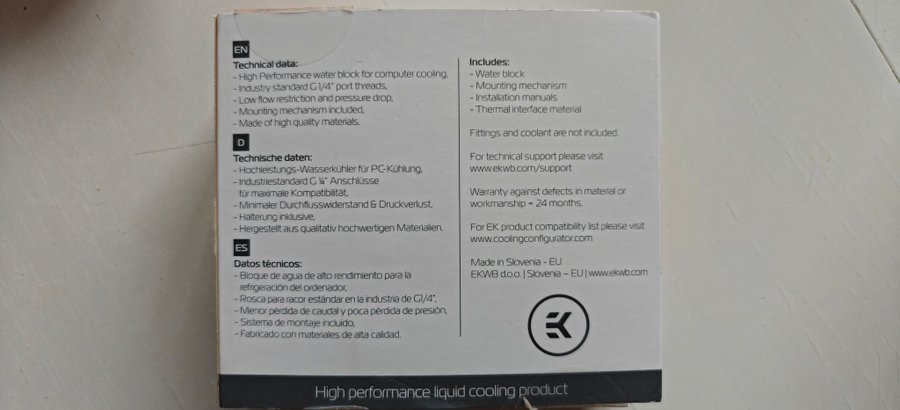 EN
Technical data:
- High Performance water block for computer cooling,
- Industry standard G 1/4" port threads,
- Low flow restriction and pressure drop,
- Mounting mechanism included,
- Made of high quality materials.
D
Technische daten:
- Hochleistungs-Wasserkühler für PC-Kühlung,
- Industriestandard G ¼" Anschlüsse
für maximale Kompatibilität,
- Minimaler Durchflusswiderstand & Druckverlust,
- Halterung inklusive,
- Hergestellt aus qualitativ hochwertigen Materialien.
ES
Datos técnicos:
- Bloque de agua de alto rendimiento para la
refrigeración del ordenador,
- Rosca para racor estándar en la industria de G1/4",
- Menor pérdida de caudal y poca pérdida de presión,
- Sistema de montaje incluido,
- Fabricado con materiales de alta calidad.
Includes:
- Water block
- Mounting mechanism
- Installation manuals
- Thermal interface material
Fittings and coolant are not included.
For technical support please visit
www.ekwb.com/support
Warranty against defects in material or
workmanship = 24 months.
For EK product compatibility list please visit
www.coolingconfigurator.com
Made in Slovenia - EU
EKWB d.o.o. | Slovenia – EU | www.ekwb.com
EK
High performance liquid cooling product